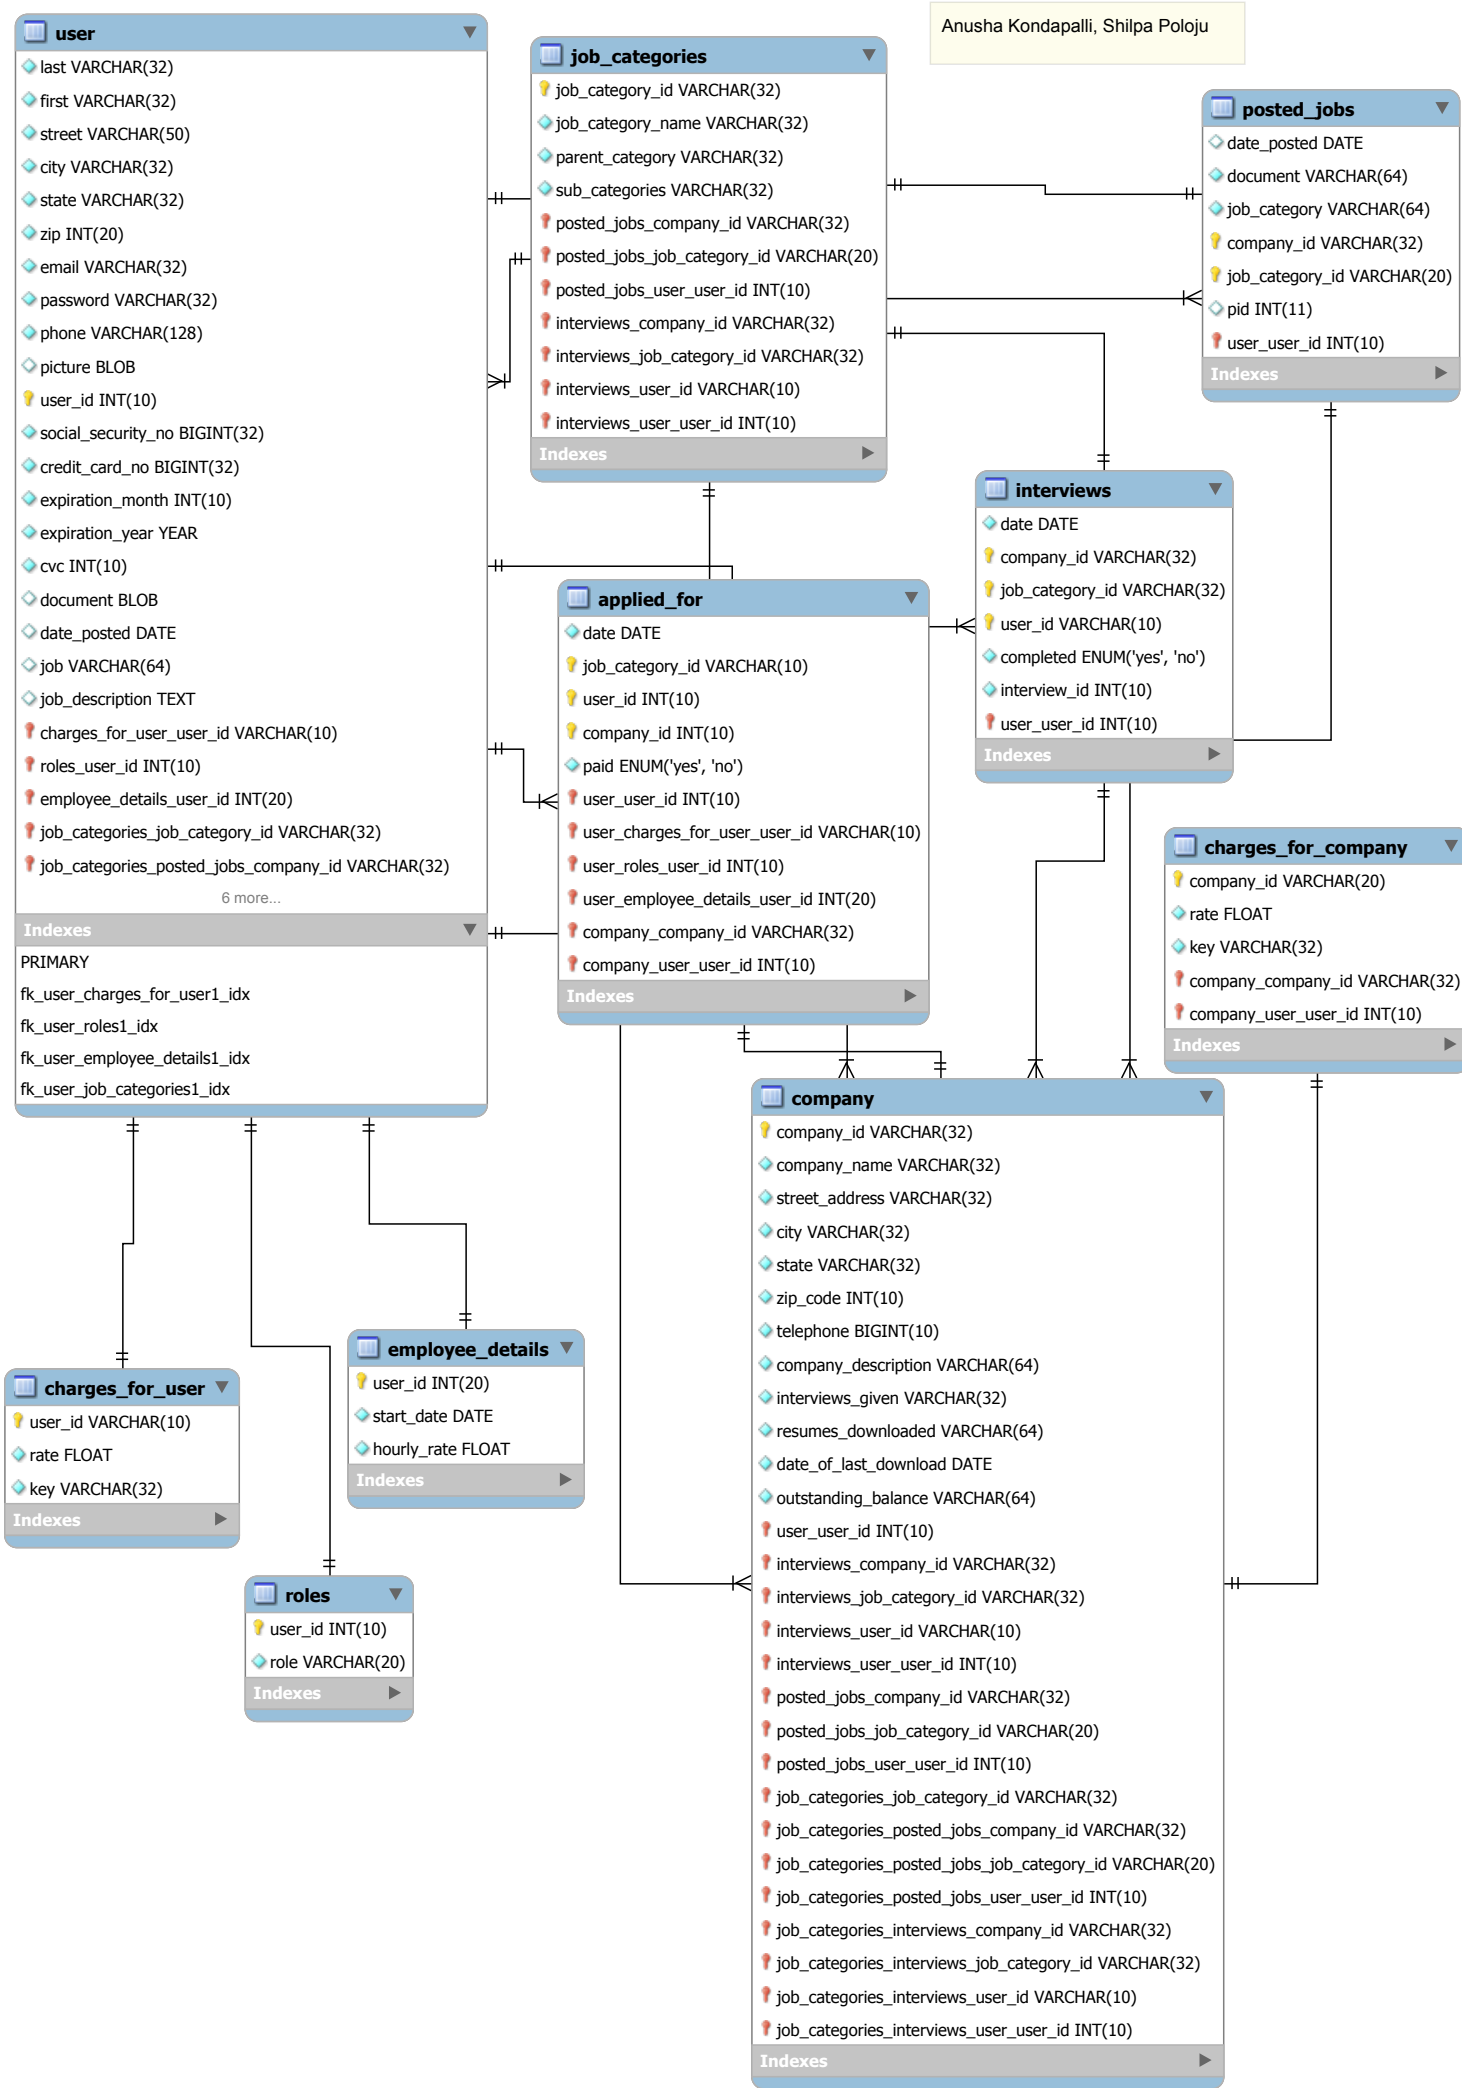 Anusha Kondapalli, Shilpa Poloju
user
last VARCHAR(32)
first VARCHAR(32)
street VARCHAR(50)
city VARCHAR(32)
state VARCHAR(32)
zip INT(20)
email VARCHAR(32)
password VARCHAR(32)
phone VARCHAR(128)
picture BLOB
user_id INT(10)
social_security_no BIGINT(32)
credit_card_no BIGINT(32)
expiration_month INT(10)
expiration_year YEAR
cvc INT(10)
document BLOB
date_posted DATE
job VARCHAR(64)
job_description TEXT
charges_for_user_user_id VARCHAR(10)
roles_user_id INT(10)
employee_details_user_id INT(20)
job_categories_job_category_id VARCHAR(32)
job_categories_posted_jobs_company_id VARCHAR(32)
6 more...
Indexes
PRIMARY
fk_user_charges_for_user1_idx
fk_user_roles1_idx
fk_user_employee_details1_idx
fk_user_job_categories1_idx
job_categories
job_category_id VARCHAR(32)
job_category_name VARCHAR(32)
parent_category VARCHAR(32)
sub_categories VARCHAR(32)
posted_jobs_company_id VARCHAR(32)
posted_jobs_job_category_id VARCHAR(20)
posted_jobs_user_user_id INT(10)
interviews_company_id VARCHAR(32)
interviews_job_category_id VARCHAR(32)
interviews_user_id VARCHAR(10)
interviews_user_user_id INT(10)
Indexes
posted_jobs
date_posted DATE
document VARCHAR(64)
job_category VARCHAR(64)
company_id VARCHAR(32)
job_category_id VARCHAR(20)
pid INT(11)
user_user_id INT(10)
Indexes
interviews
date DATE
company_id VARCHAR(32)
job_category_id VARCHAR(32)
user_id VARCHAR(10)
completed ENUM('yes', 'no')
interview_id INT(10)
user_user_id INT(10)
Indexes
applied_for
date DATE
job_category_id VARCHAR(10)
user_id INT(10)
company_id INT(10)
paid ENUM('yes', 'no')
user_user_id INT(10)
user_charges_for_user_user_id VARCHAR(10)
user_roles_user_id INT(10)
user_employee_details_user_id INT(20)
company_company_id VARCHAR(32)
company_user_user_id INT(10)
Indexes
charges_for_company
company_id VARCHAR(20)
rate FLOAT
key VARCHAR(32)
company_company_id VARCHAR(32)
company_user_user_id INT(10)
Indexes
company
company_id VARCHAR(32)
company_name VARCHAR(32)
street_address VARCHAR(32)
city VARCHAR(32)
state VARCHAR(32)
zip_code INT(10)
telephone BIGINT(10)
company_description VARCHAR(64)
interviews_given VARCHAR(32)
resumes_downloaded VARCHAR(64)
date_of_last_download DATE
outstanding_balance VARCHAR(64)
user_user_id INT(10)
interviews_company_id VARCHAR(32)
interviews_job_category_id VARCHAR(32)
interviews_user_id VARCHAR(10)
interviews_user_user_id INT(10)
posted_jobs_company_id VARCHAR(32)
posted_jobs_job_category_id VARCHAR(20)
posted_jobs_user_user_id INT(10)
job_categories_job_category_id VARCHAR(32)
job_categories_posted_jobs_company_id VARCHAR(32)
job_categories_posted_jobs_job_category_id VARCHAR(20)
job_categories_posted_jobs_user_user_id INT(10)
job_categories_interviews_company_id VARCHAR(32)
job_categories_interviews_job_category_id VARCHAR(32)
job_categories_interviews_user_id VARCHAR(10)
job_categories_interviews_user_user_id INT(10)
Indexes
employee_details
user_id INT(20)
start_date DATE
hourly_rate FLOAT
Indexes
charges_for_user
user_id VARCHAR(10)
rate FLOAT
key VARCHAR(32)
Indexes
roles
user_id INT(10)
role VARCHAR(20)
Indexes